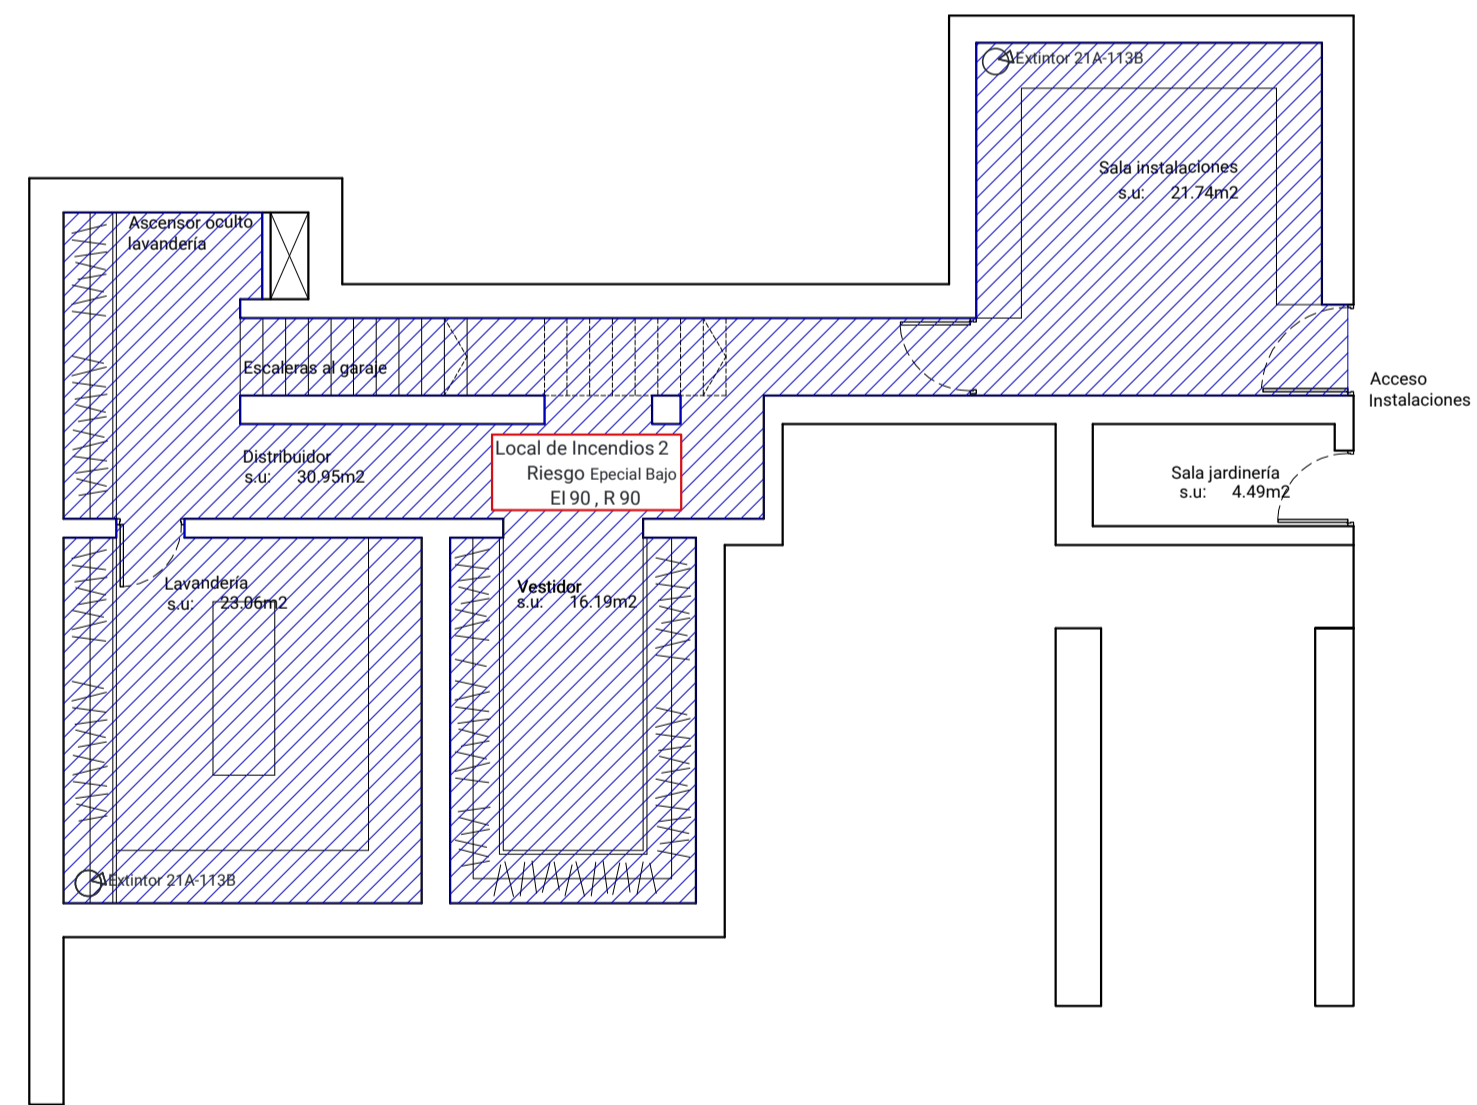 Extintor 21A-113B
Sala instalaciones
s.u: 21.74m2
Ascensor oculto
lavandería
Escaleras al garaje
Acceso
Instalaciones
Local de Incendios 2
Riesgo Epecial Bajo
EI 90 , R 90
Distribuidor
s.u: 30.95m2
Sala jardinería
s.u: 4.49m2
Lavandería
s.u: 23.06m2
Vestidor
s.u: 16.19m2
Extintor 21A-113B